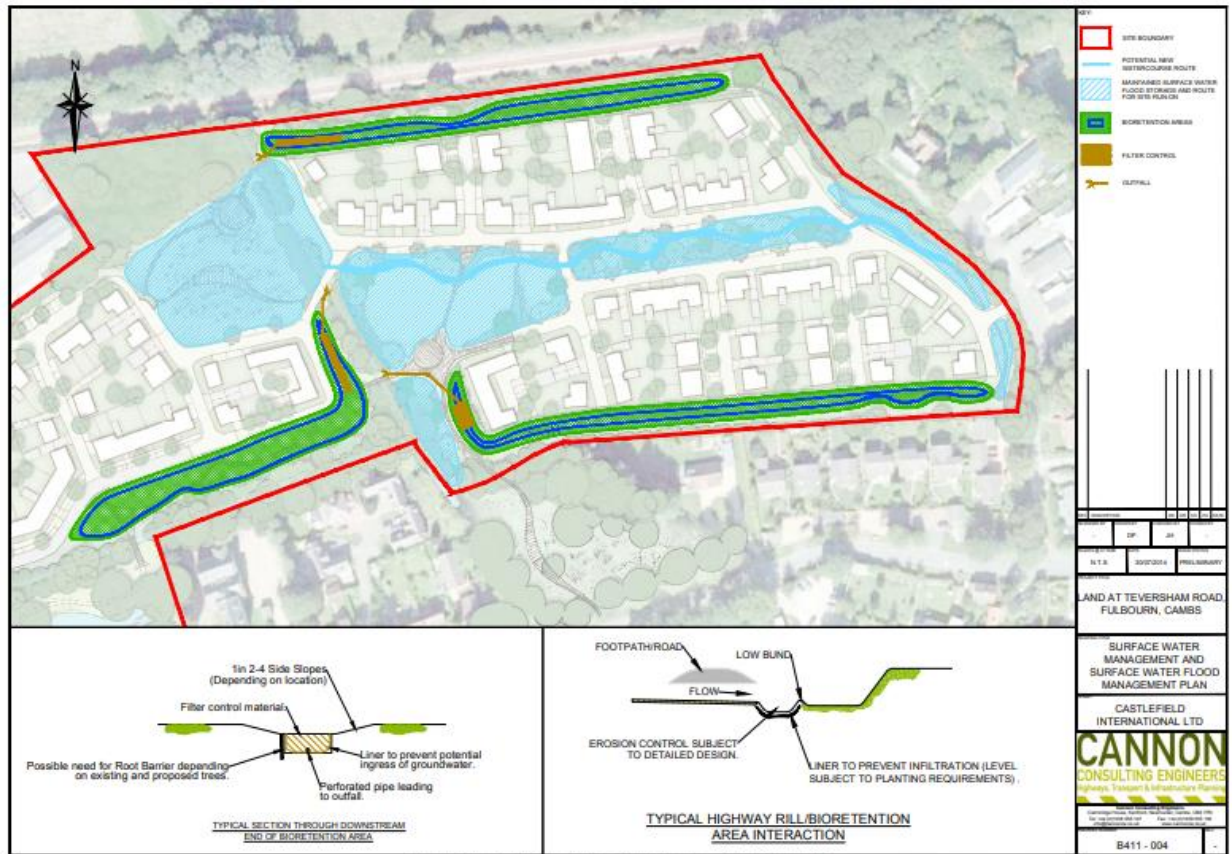 N
KEY:
SITE BOUNDARY
POTENTIAL NEW
WATERCOURSE ROUTE
MAINTAINED SURFACE WATER
FLOOD STORAGE AND ROUTE
FOR SITE RUN-ON
BIORETENTION AREAS
FILTER CONTROL
OUTFALL
DP
N.T.S
PRELIMINARY
LAND AT TEVERSHAM ROAD,
FULBOURN, CAMBS
SURFACE WATER
MANAGEMENT AND
SURFACE WATER FLOOD
MANAGEMENT PLAN
CASTLEFIELD
INTERNATIONAL LTD
CANNON
CONSULTING ENGINEERS
Highways, Transport & Infrastructure Planning
B411 - 004
-
1in 2-4 Side Slopes
(Depending on location)
Filter control material
Possible need for Root Barrier depending
on existing and proposed trees.
Liner to prevent potential
ingress of groundwater.
Perforated pipe leading
to outfall.
TYPICAL SECTION THROUGH DOWNSTREAM
END OF BIORETENTION AREA
FOOTPATH/ROAD
LOW BUND
FLOW
EROSION CONTROL SUBJECT
TO DETAILED DESIGN.
LINER TO PREVENT INFILTRATION (LEVEL
SUBJECT TO PLANTING REQUIREMENTS) .
TYPICAL HIGHWAY RILL/BIORETENTION
AREA INTERACTION